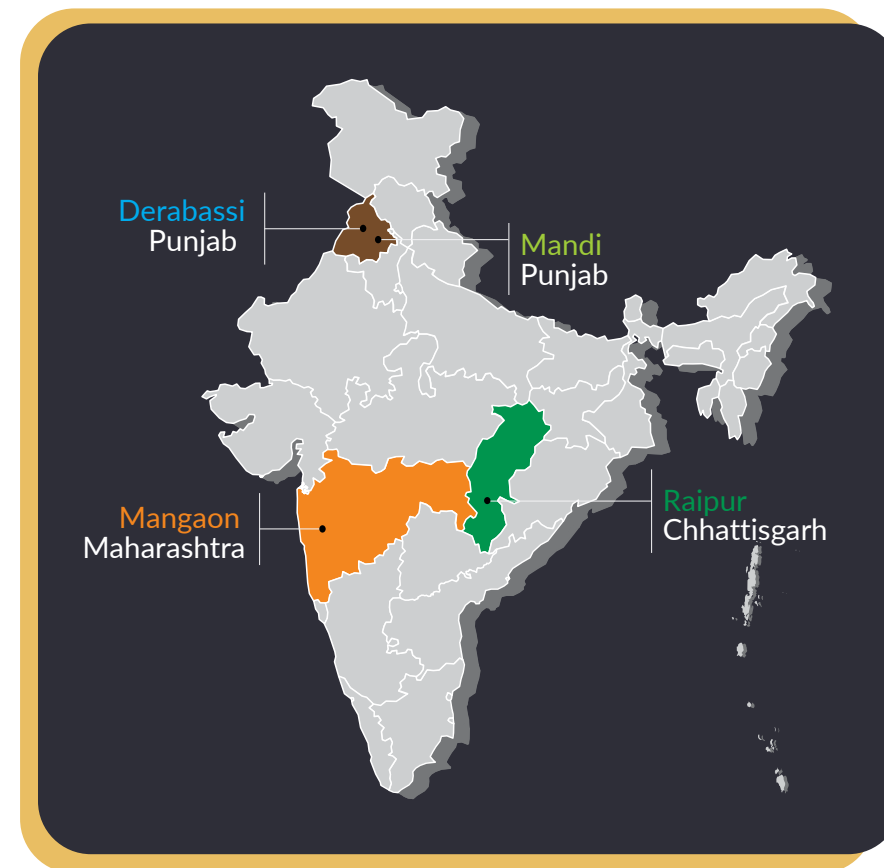 Derabassi
Punjab
Mandi
Punjab
Mangaon
Maharashtra
Raipur
Chhattisgarh